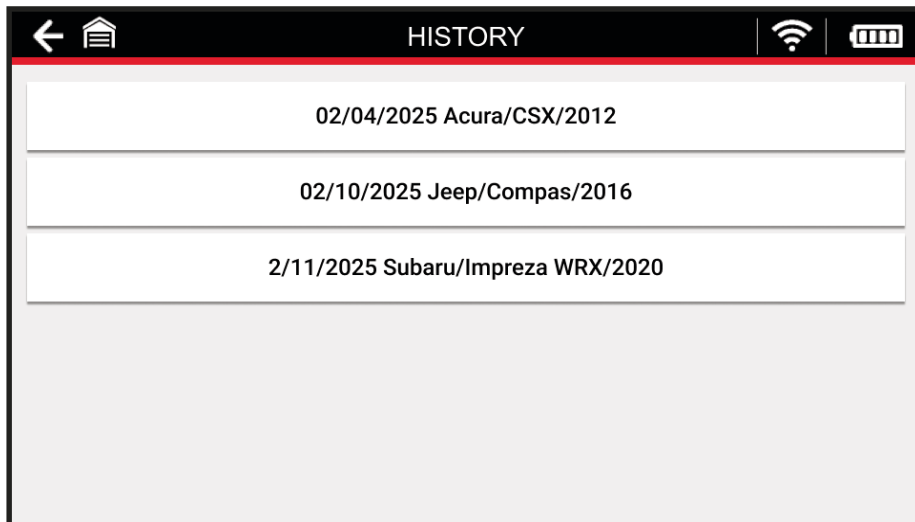 HISTORY
02/04/2025 Acura/CSX/2012
02/10/2025 Jeep/Compas/2016
2/11/2025 Subaru/Impreza WRX/2020